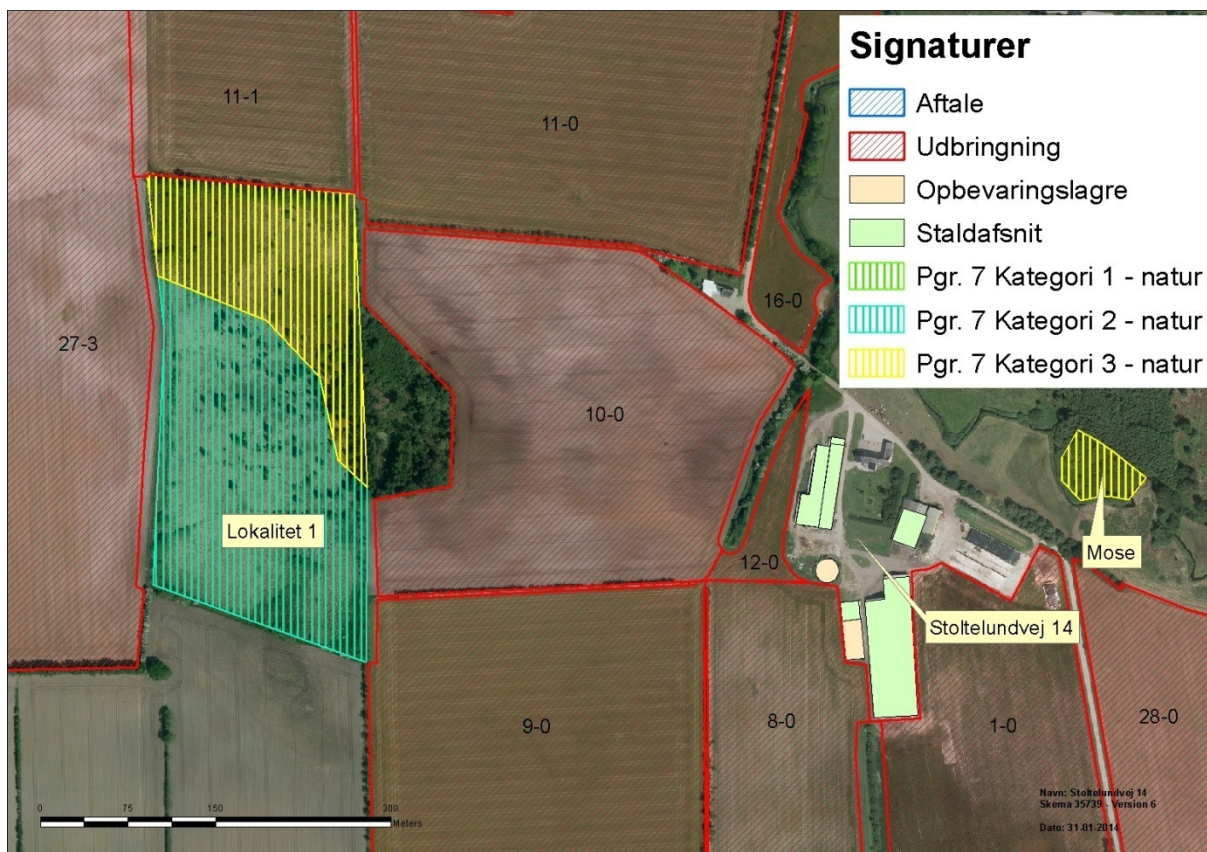 Signaturer
Aftale
Udbringning
Opbevaringslagre
Staldafsnit
Pgr. 7 Kategori 1 - natur
Pgr. 7 Kategori 2 - natur
Pgr. 7 Kategori 3 - natur
11-1
11-0
16-0
27-3
10-0
Lokalitet 1
Mose
12-0
Stoltelundvej 14
9-0
8-0
1-0
28-0
0 75 150 300
Meters
Navn: Stoltelundvej 14
Skema 35739 - Version 6
Dato: 31-01-2014